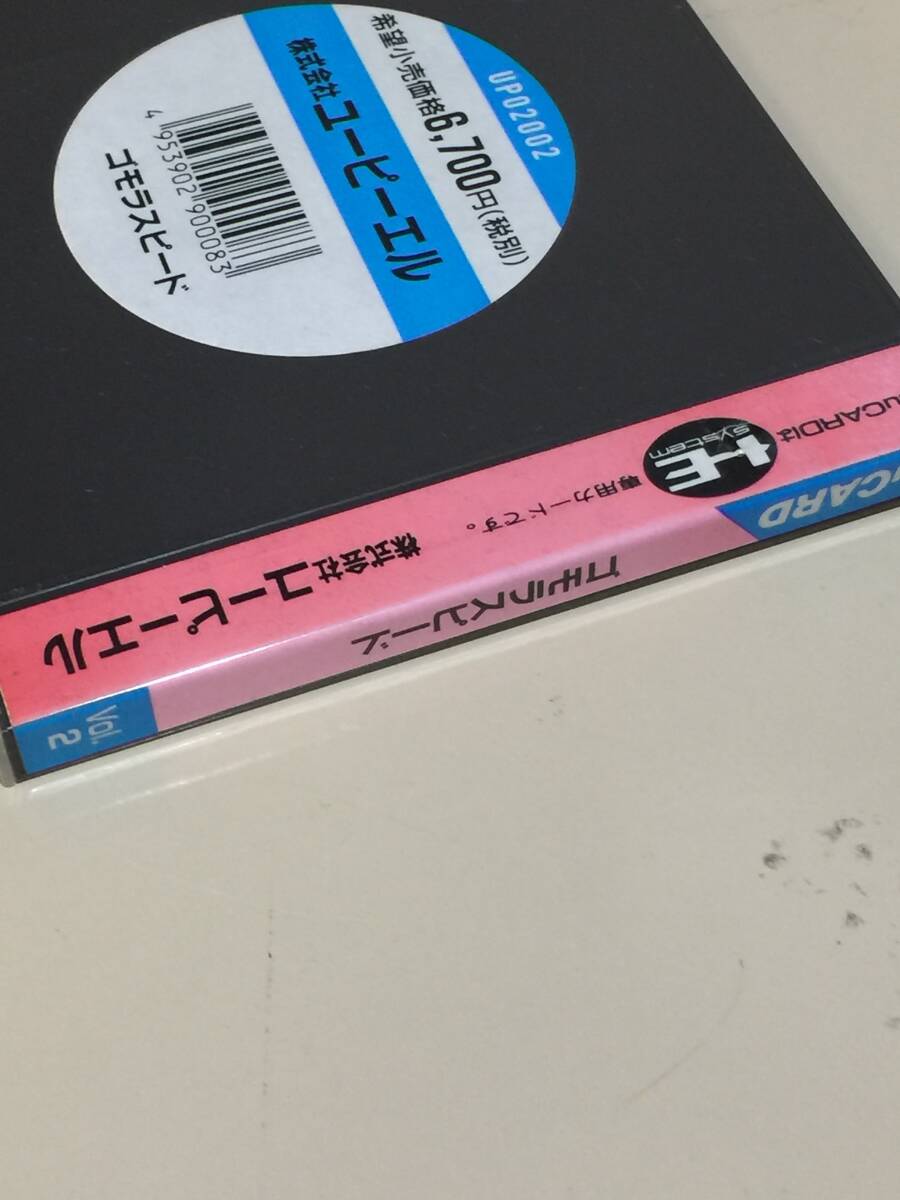 UP02002
希望小売価格6,700円(税別)
株式会社ユーピーエル
4 953902 900083
ゴモラスピード
uCARDは
HE system
専用カードです。
株式会社ユーピーエル
CARD
ゴモラスピード
Vol. 2